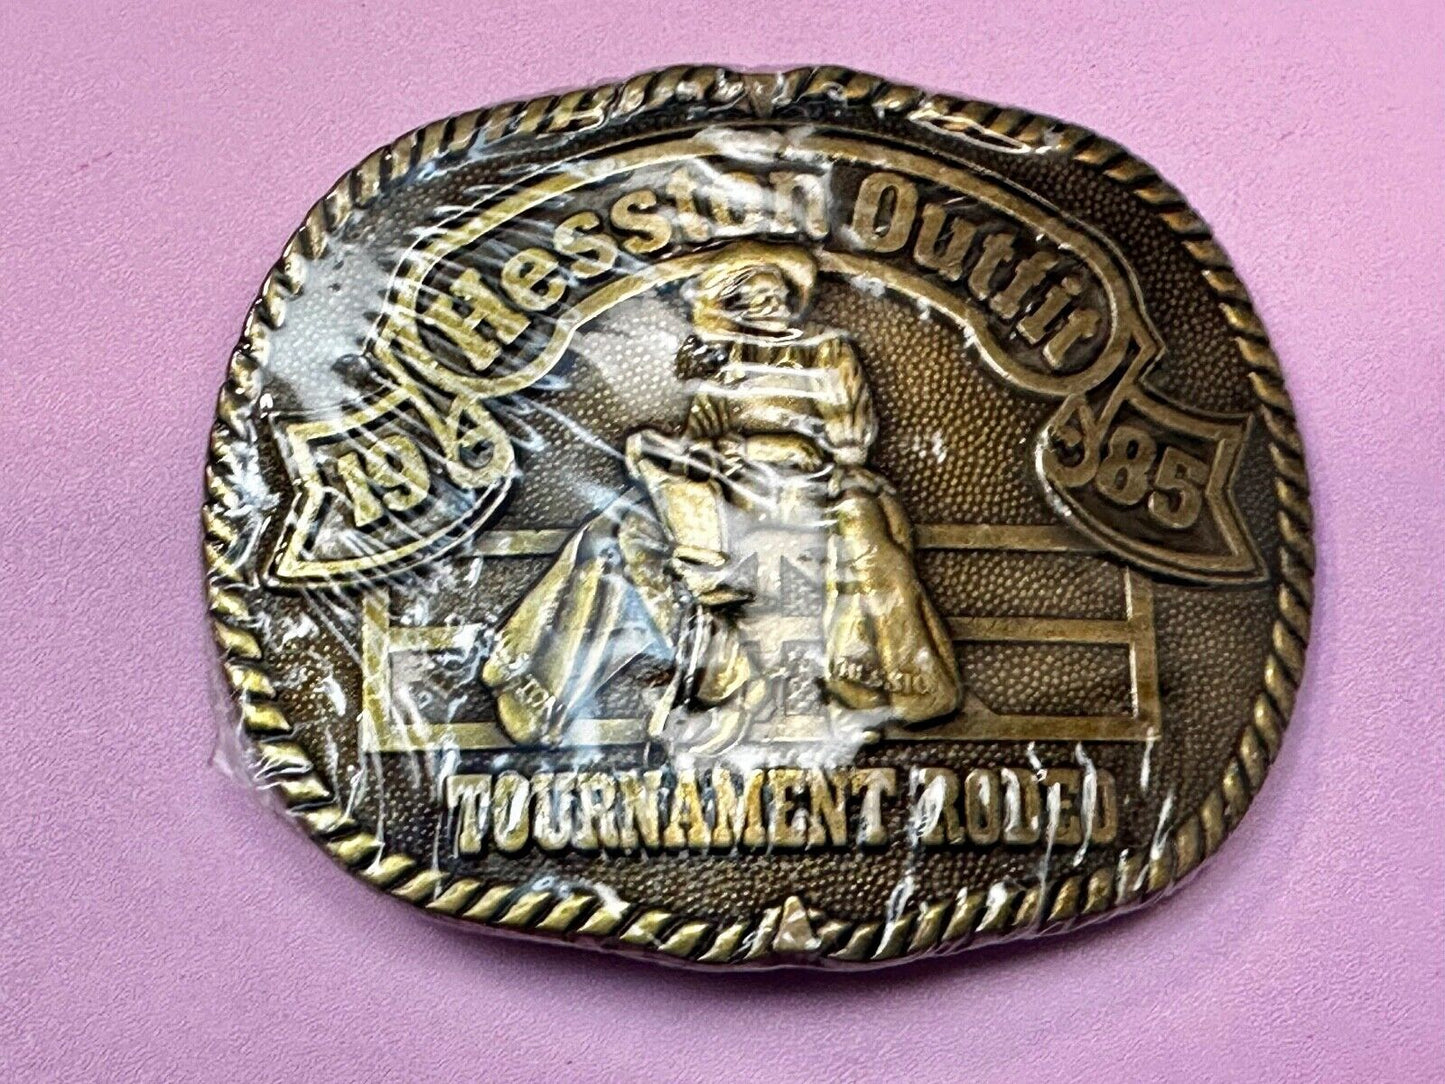 Hesston Outfit
19 85
TOURNAMENT RODEO